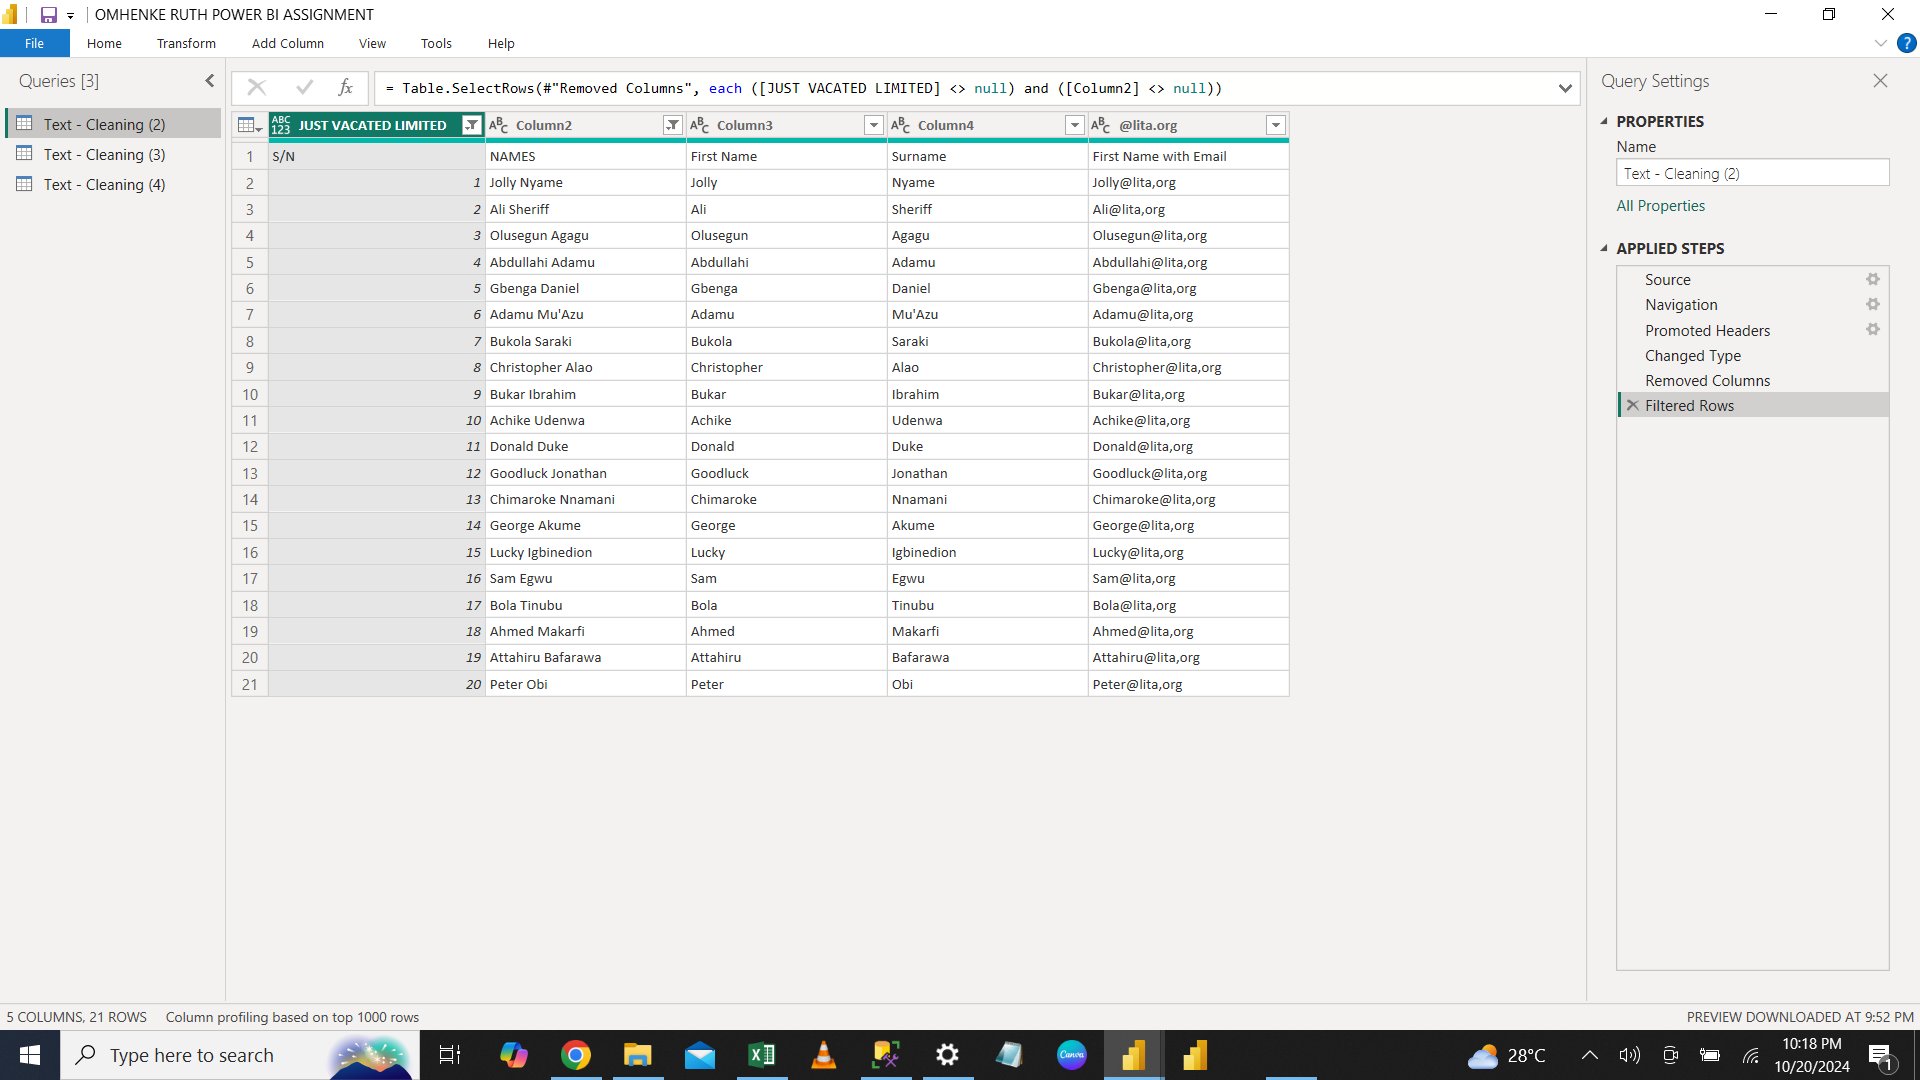 OMHENKE RUTH POWER BI ASSIGNMENT
File Home Transform Add Column View Tools Help
Queries [3]
Text - Cleaning (2)
Text - Cleaning (3)
Text - Cleaning (4)
fx = Table.SelectRows(#"Removed Columns", each ([JUST VACATED LIMITED] <> null) and ([Column2] <> null))
ABC 123 JUST VACATED LIMITED ABC Column2 ABC Column3 ABC Column4 ABC @lita.org
1 S/N NAMES First Name Surname First Name with Email
2 1 Jolly Nyame Jolly Nyame Jolly@lita,org
3 2 Ali Sheriff Ali Sheriff Ali@lita,org
4 3 Olusegun Agagu Olusegun Agagu Olusegun@lita,org
5 4 Abdullahi Adamu Abdullahi Adamu Abdullahi@lita,org
6 5 Gbenga Daniel Gbenga Daniel Gbenga@lita,org
7 6 Adamu Mu'Azu Adamu Mu'Azu Adamu@lita,org
8 7 Bukola Saraki Bukola Saraki Bukola@lita,org
9 8 Christopher Alao Christopher Alao Christopher@lita,org
10 9 Bukar Ibrahim Bukar Ibrahim Bukar@lita,org
11 10 Achike Udenwa Achike Udenwa Achike@lita,org
12 11 Donald Duke Donald Duke Donald@lita,org
13 12 Goodluck Jonathan Goodluck Jonathan Goodluck@lita,org
14 13 Chimaroke Nnamani Chimaroke Nnamani Chimaroke@lita,org
15 14 George Akume George Akume George@lita,org
16 15 Lucky Igbinedion Lucky Igbinedion Lucky@lita,org
17 16 Sam Egwu Sam Egwu Sam@lita,org
18 17 Bola Tinubu Bola Tinubu Bola@lita,org
19 18 Ahmed Makarfi Ahmed Makarfi Ahmed@lita,org
20 19 Attahiru Bafarawa Attahiru Bafarawa Attahiru@lita,org
21 20 Peter Obi Peter Obi Peter@lita,org
Query Settings
PROPERTIES
Name
Text - Cleaning (2)
All Properties
APPLIED STEPS
Source
Navigation
Promoted Headers
Changed Type
Removed Columns
Filtered Rows
5 COLUMNS, 21 ROWS Column profiling based on top 1000 rows PREVIEW DOWNLOADED AT 9:52 PM
Type here to search
Canva
28°C
10:18 PM
10/20/2024
1